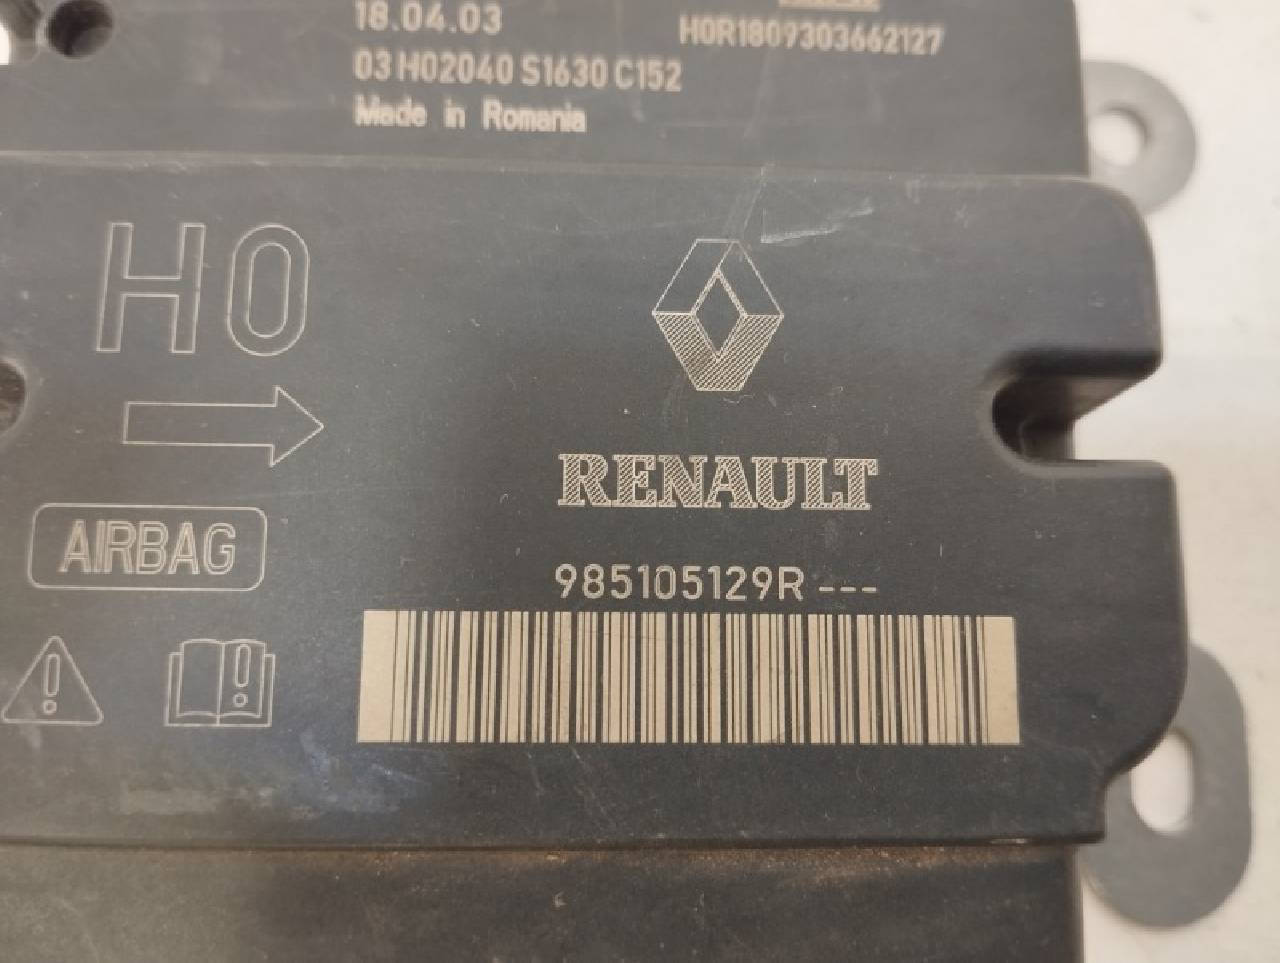 18.04.03
H0R1809303662127
03 H02040 S1630 C152
Made in Romania
H0
AIRBAG
RENAULT
985105129R ---